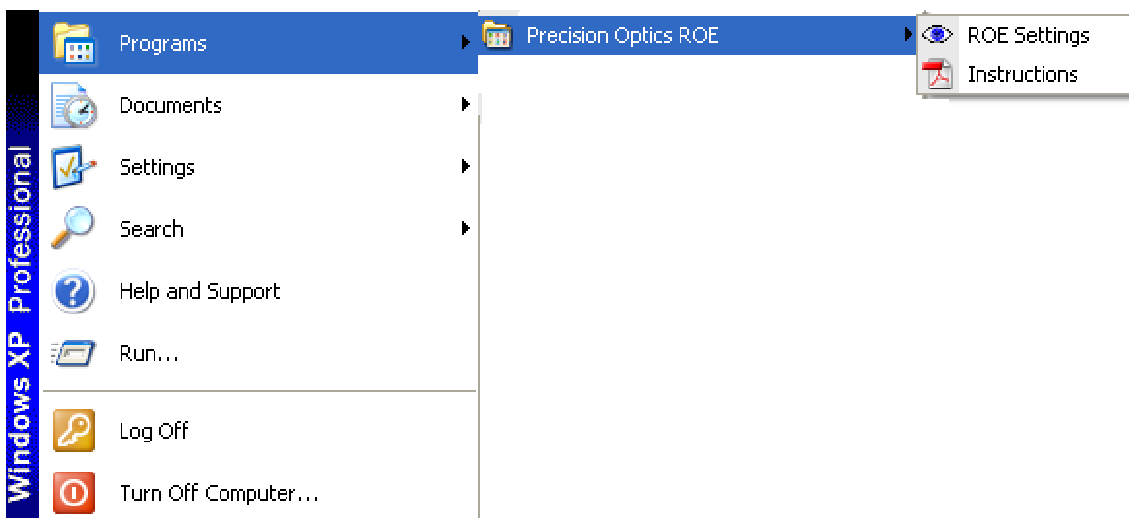 Windows XP Professional
Programs
Documents
Settings
Search
Help and Support
Run...
Log Off
Turn Off Computer...
Precision Optics ROE
ROE Settings
Instructions